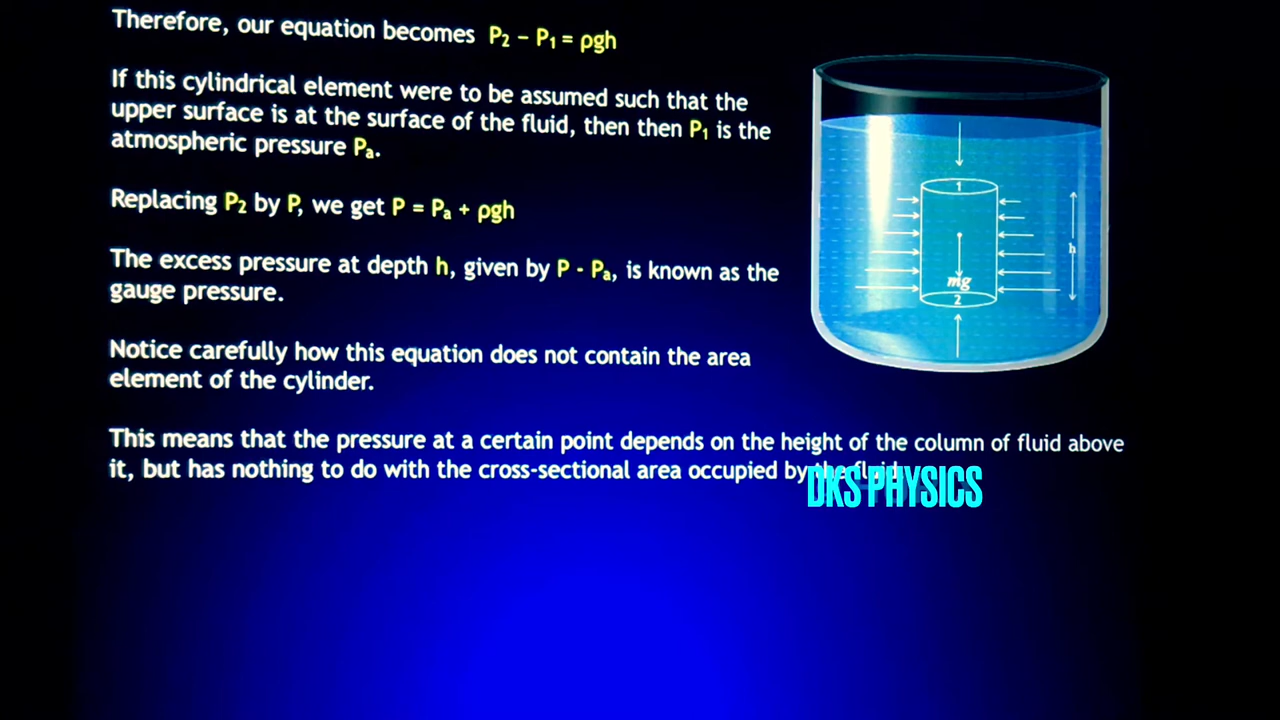 Therefore, our equation becomes P₂ − P₁ = ρgh
If this cylindrical element were to be assumed such that the
upper surface is at the surface of the fluid, then then P₁ is the
atmospheric pressure Pₐ.
Replacing P₂ by P, we get P = Pₐ + ρgh
The excess pressure at depth h, given by P - Pₐ, is known as the
gauge pressure.
Notice carefully how this equation does not contain the area
element of the cylinder.
This means that the pressure at a certain point depends on the height of the column of fluid above
it, but has nothing to do with the cross-sectional area occupied by the fluid
DKS PHYSICS
1
h
mg
2